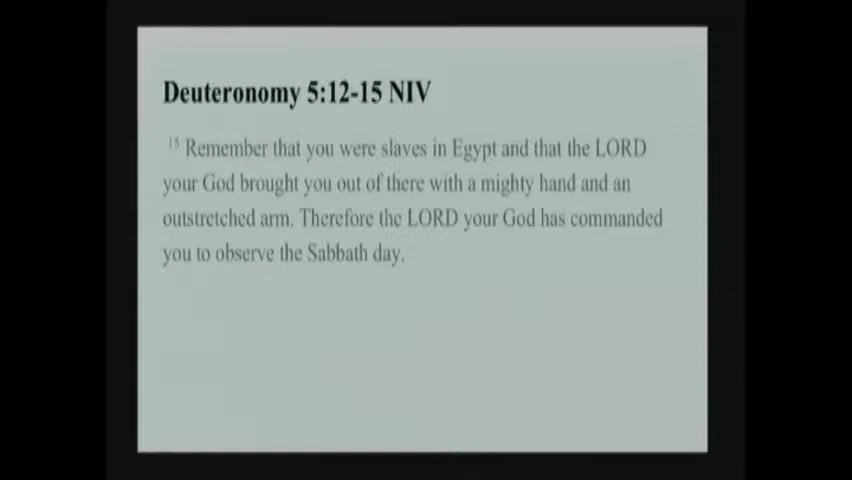 Deuteronomy 5:12-15 NIV
15 Remember that you were slaves in Egypt and that the LORD
your God brought you out of there with a mighty hand and an
outstretched arm. Therefore the LORD your God has commanded
you to observe the Sabbath day.